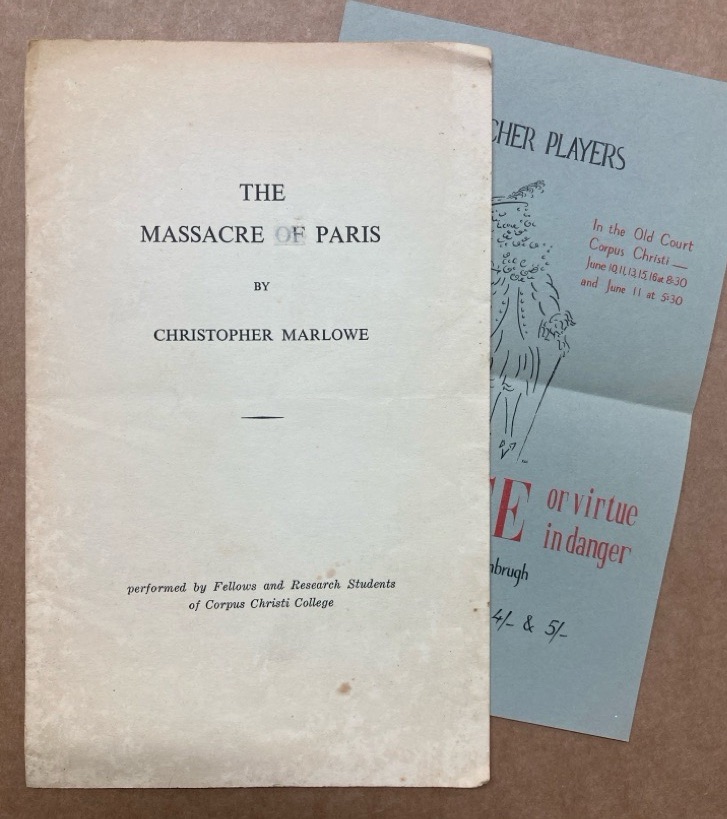 THE
MASSACRE OF PARIS
BY
CHRISTOPHER MARLOWE
performed by Fellows and Research Students
of Corpus Christi College
CHER PLAYERS
In the Old Court
Corpus Christi —
June 10, 11, 13, 15, 16 at 8·30
and June 11 at 5·30
E or virtue
in danger
nbrugh
4/- & 5/-